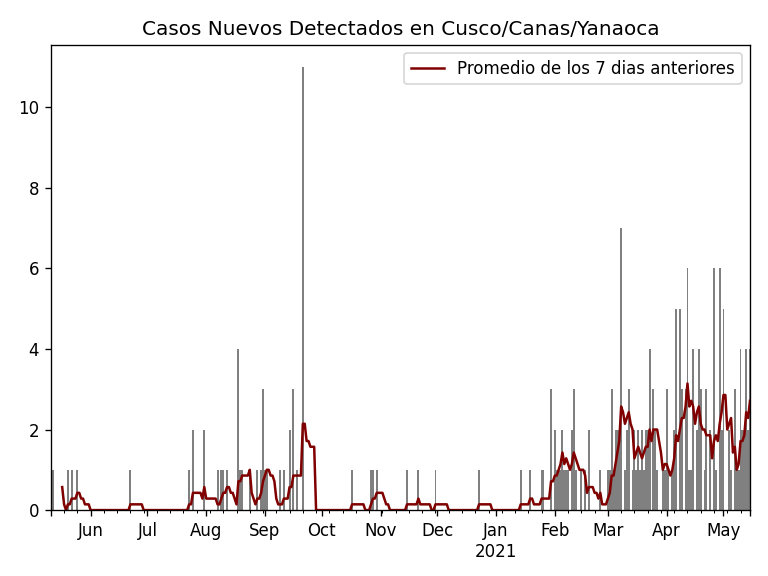 Casos Nuevos Detectados en Cusco/Canas/Yanaoca
Promedio de los 7 dias anteriores
10
8
6
4
2
0
Jun Jul Aug Sep Oct Nov Dec Jan Feb Mar Apr May
2021